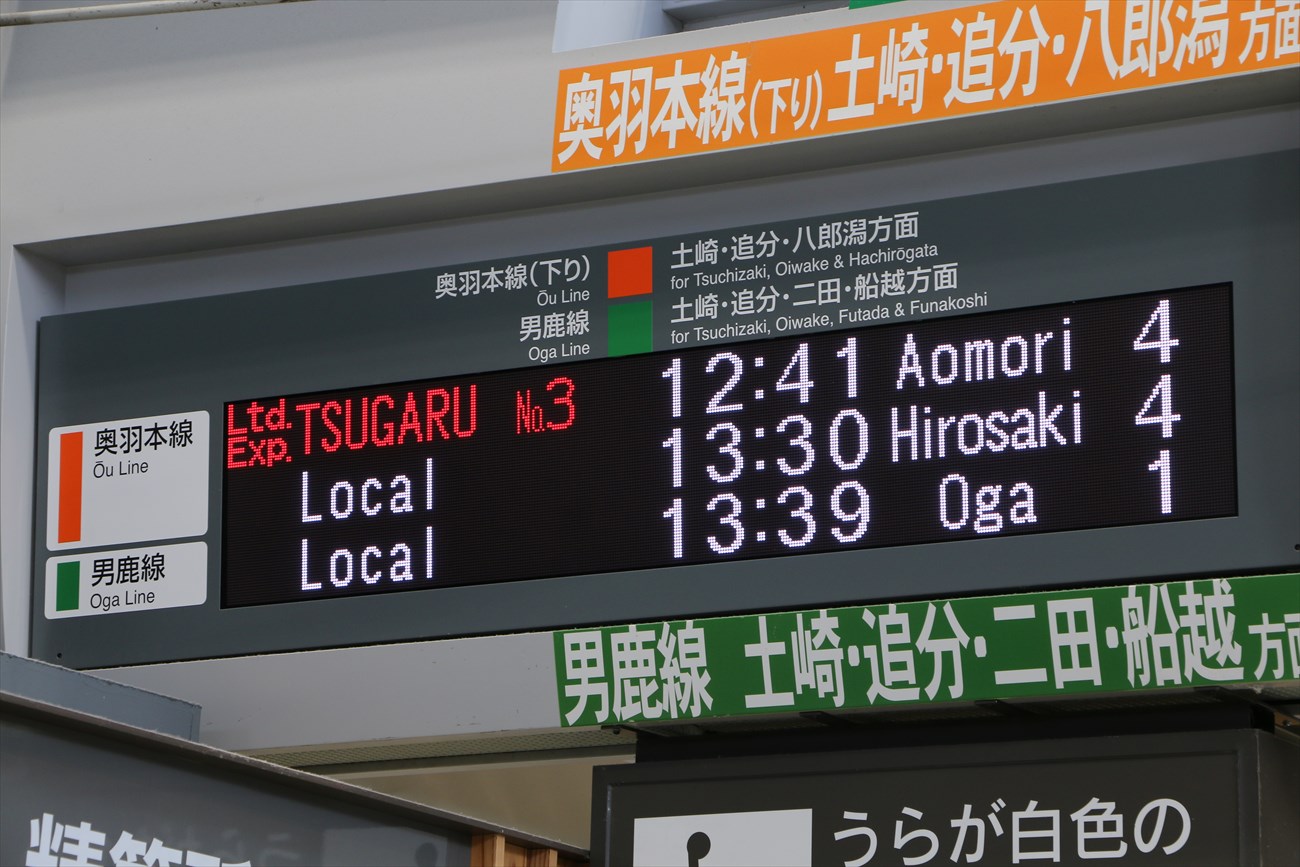 奥羽本線(下り)土崎・追分・八郎潟方面
奥羽本線(下り) 土崎・追分・八郎潟方面
Ōu Line for Tsuchizaki, Oiwake & Hachirōgata
男鹿線 土崎・追分・二田・船越方面
Oga Line for Tsuchizaki, Oiwake, Futada & Funakoshi
奥羽本線
Ōu Line
男鹿線
Oga Line
Ltd. Exp. TSUGARU No.3 12:41 Aomori 4
Local 13:30 Hirosaki 4
Local 13:39 Oga 1
男鹿線 土崎・追分・二田・船越方面
うらが白色の